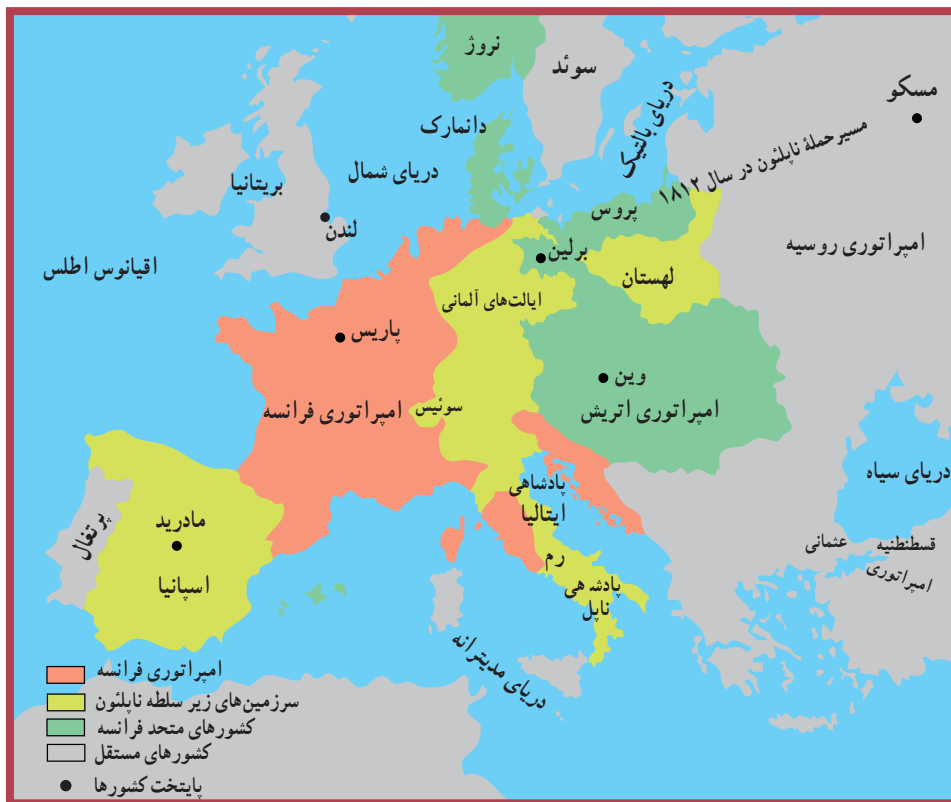 نروژ
سوئد
مسکو
دریای بالتیک
دانمارک
مسیر حملهٔ ناپلئون در سال ۱۸۱۲
دریای شمال
بریتانیا
پروس
لندن
برلین
امپراتوری روسیه
اقیانوس اطلس
لهستان
ایالت‌های آلمانی
پاریس
وین
امپراتوری فرانسه
سوئیس
امپراتوری اتریش
دریای سیاه
پادشاهی
ایتالیا
مادرید
پرتغال
اسپانیا
قسطنطنیه
عثمانی
امپراتوری
رم
پادشاهی
ناپل
دریای مدیترانه
امپراتوری فرانسه
سرزمین‌های زیر سلطه ناپلئون
کشورهای متحد فرانسه
کشورهای مستقل
پایتخت کشورها